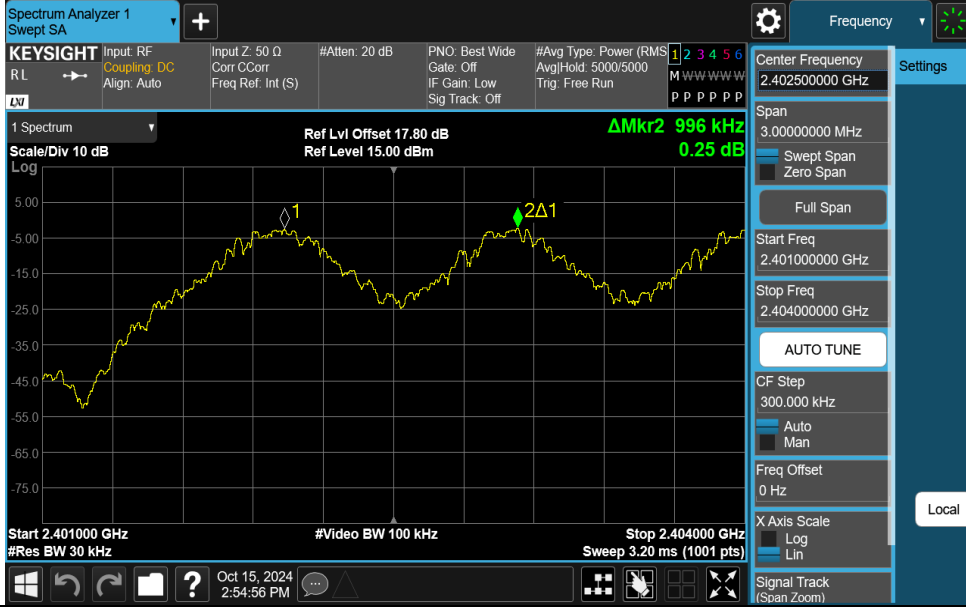 Spectrum Analyzer 1
Swept SA
+
Frequency
KEYSIGHT
R L
LXI
Input: RF
Coupling: DC
Align: Auto
Input Z: 50 Ω
Corr CCorr
Freq Ref: Int (S)
#Atten: 20 dB
PNO: Best Wide
Gate: Off
IF Gain: Low
Sig Track: Off
#Avg Type: Power (RMS
Avg|Hold: 5000/5000
Trig: Free Run
1 2 3 4 5 6
M W W W W W
P P P P P P
Center Frequency
2.402500000 GHz
Settings
Span
3.00000000 MHz
Swept Span
Zero Span
Full Span
Start Freq
2.401000000 GHz
Stop Freq
2.404000000 GHz
AUTO TUNE
CF Step
300.000 kHz
Auto
Man
Freq Offset
0 Hz
X Axis Scale
Log
Lin
Signal Track
(Span Zoom)
Local
1 Spectrum
Scale/Div 10 dB
Log
Ref Lvl Offset 17.80 dB
Ref Level 15.00 dBm
ΔMkr2 996 kHz
0.25 dB
1
2Δ1
5.00
-5.00
-15.0
-25.0
-35.0
-45.0
-55.0
-65.0
-75.0
Start 2.401000 GHz
#Res BW 30 kHz
#Video BW 100 kHz
Stop 2.404000 GHz
Sweep 3.20 ms (1001 pts)
?
Oct 15, 2024
2:54:56 PM